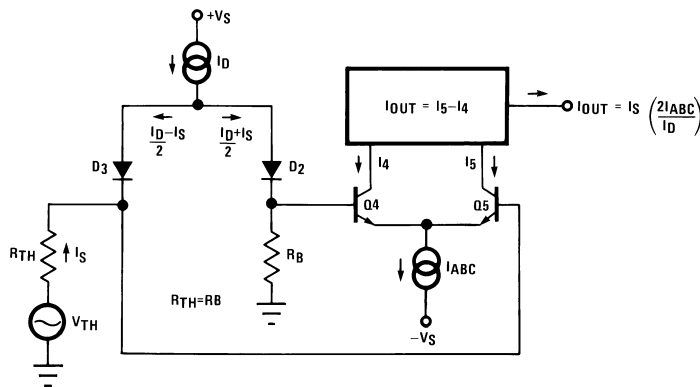 +VS
ID
IOUT = I5–I4
IOUT = IS (2IABC / ID)
ID/2 –IS
ID/2 +IS
D3
D2
I4
I5
Q4
Q5
RTH
IS
RB
IABC
RTH=RB
VTH
–VS